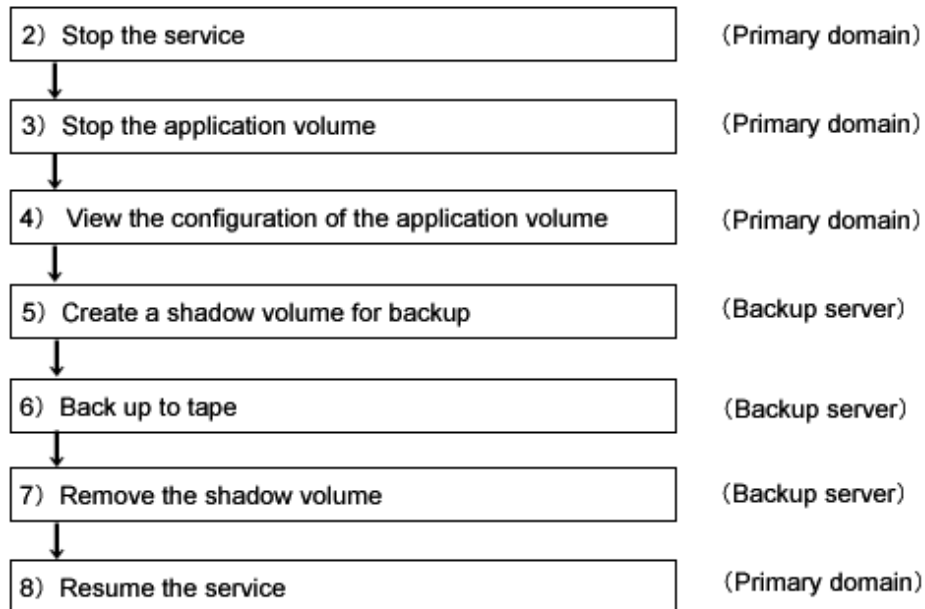 2）Stop the service （Primary domain）
3）Stop the application volume （Primary domain）
4） View the configuration of the application volume （Primary domain）
5）Create a shadow volume for backup （Backup server）
6）Back up to tape （Backup server）
7）Remove the shadow volume （Backup server）
8）Resume the service （Primary domain）